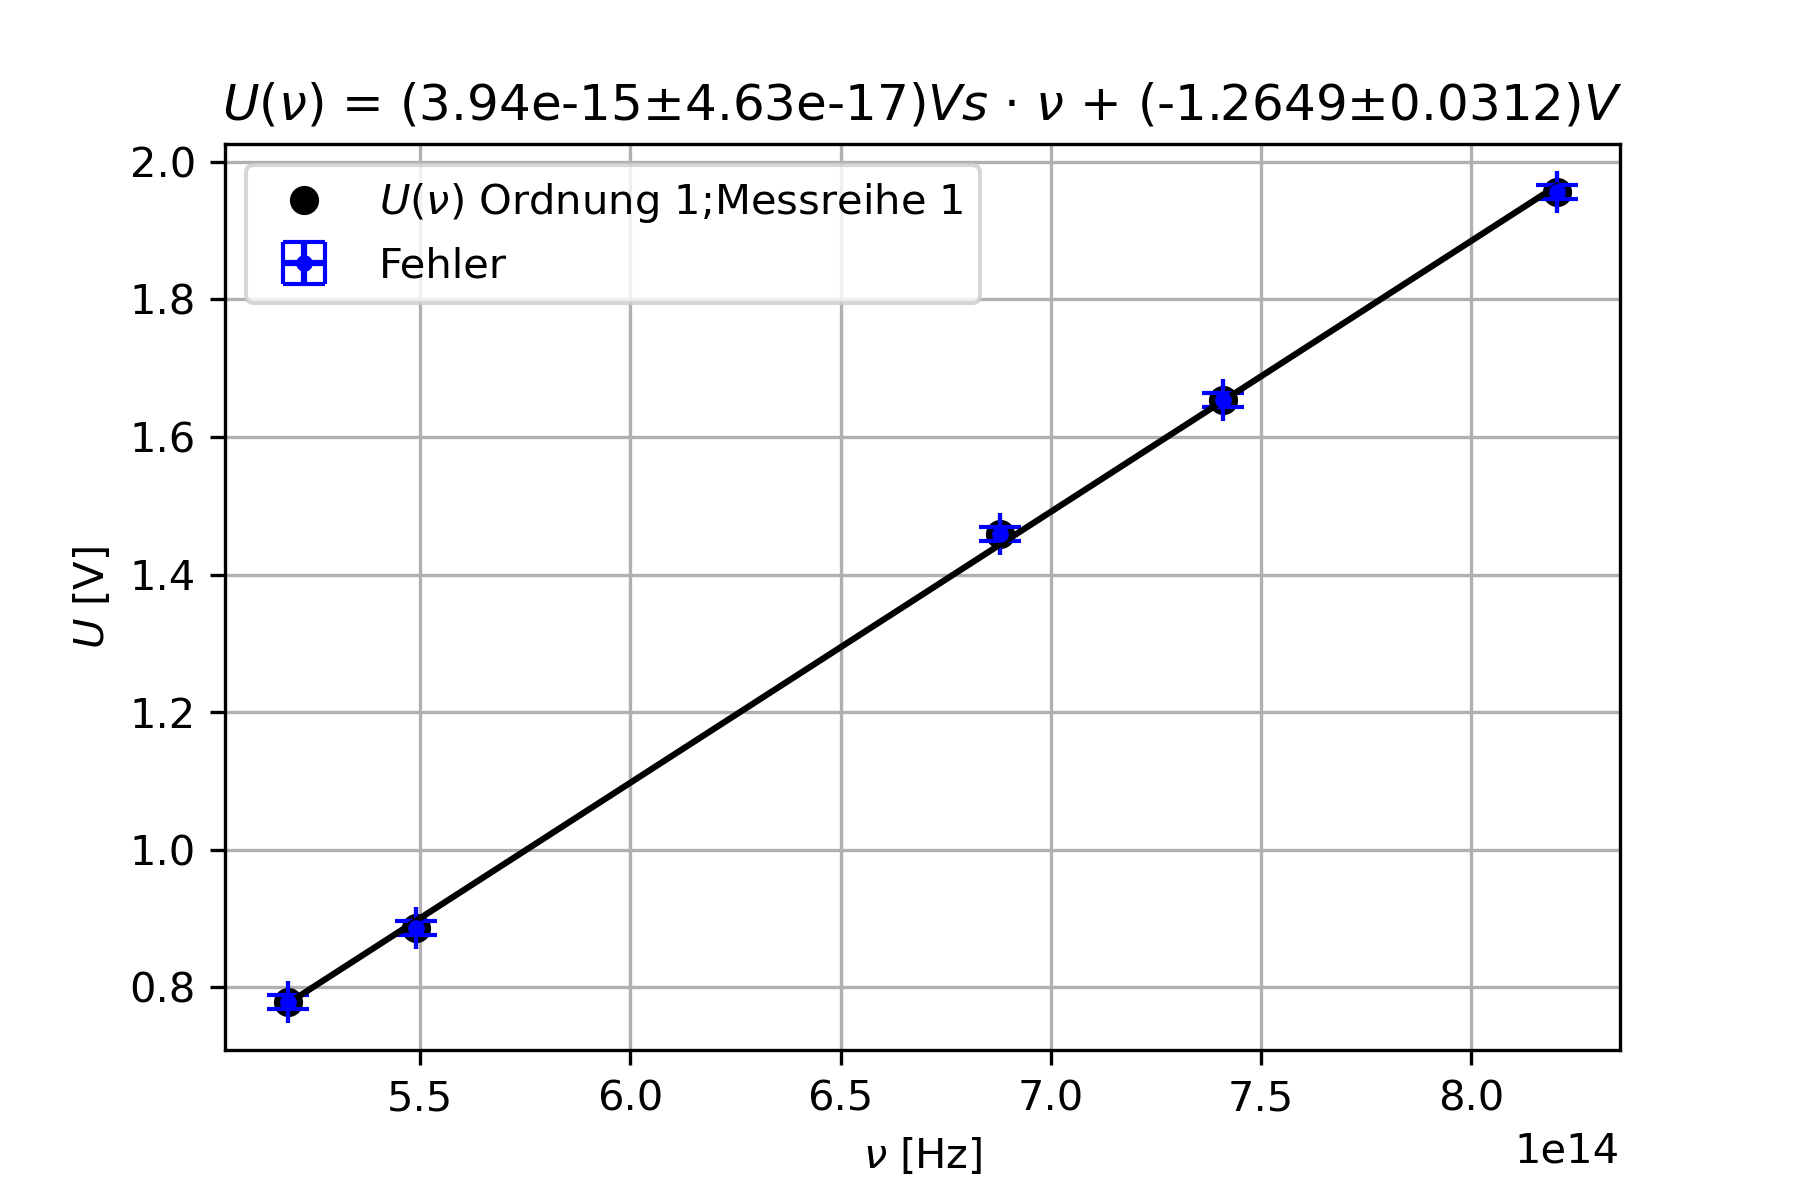 U(ν) = (3.94e-15±4.63e-17)Vs · ν + (-1.2649±0.0312)V
U(ν) Ordnung 1;Messreihe 1
Fehler
U [V]
2.0
1.8
1.6
1.4
1.2
1.0
0.8
5.5 6.0 6.5 7.0 7.5 8.0
1e14
ν [Hz]